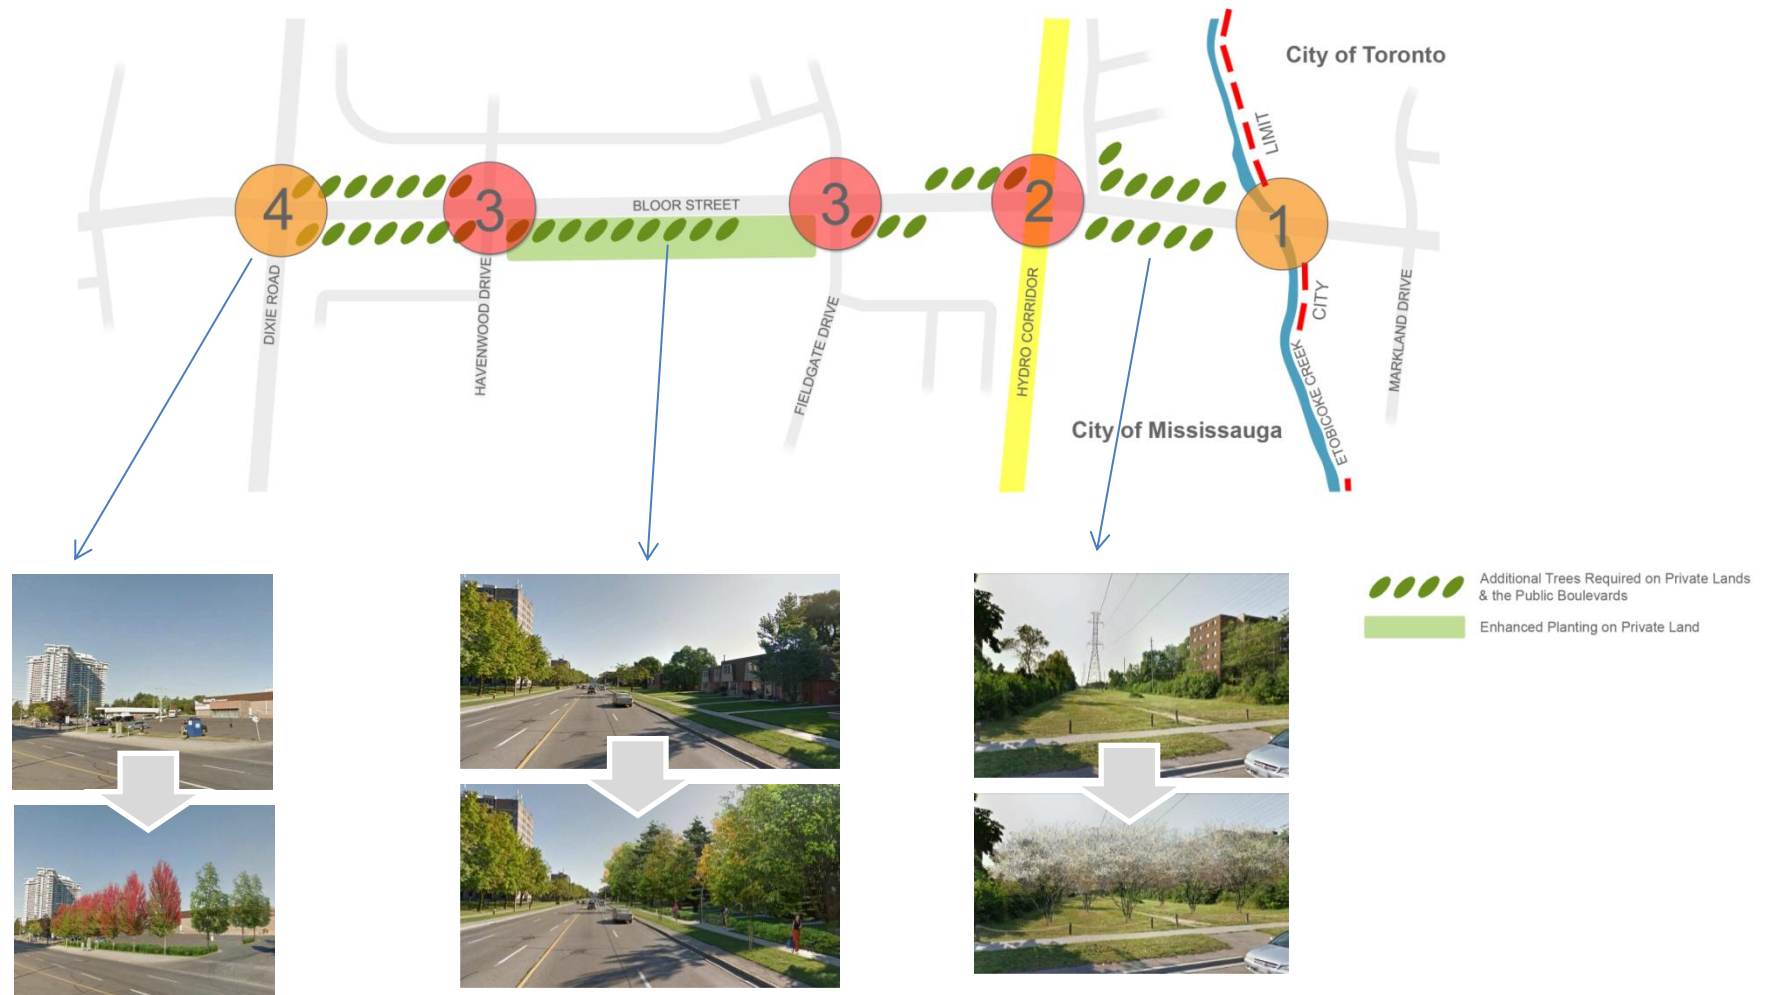 City of Toronto
LIMIT
4
3
BLOOR STREET
3
2
1
DIXIE ROAD
HAVENWOOD DRIVE
FIELDGATE DRIVE
HYDRO CORRIDOR
CITY
ETOBICOKE CREEK
MARKLAND DRIVE
City of Mississauga
Additional Trees Required on Private Lands
& the Public Boulevards
Enhanced Planting on Private Land